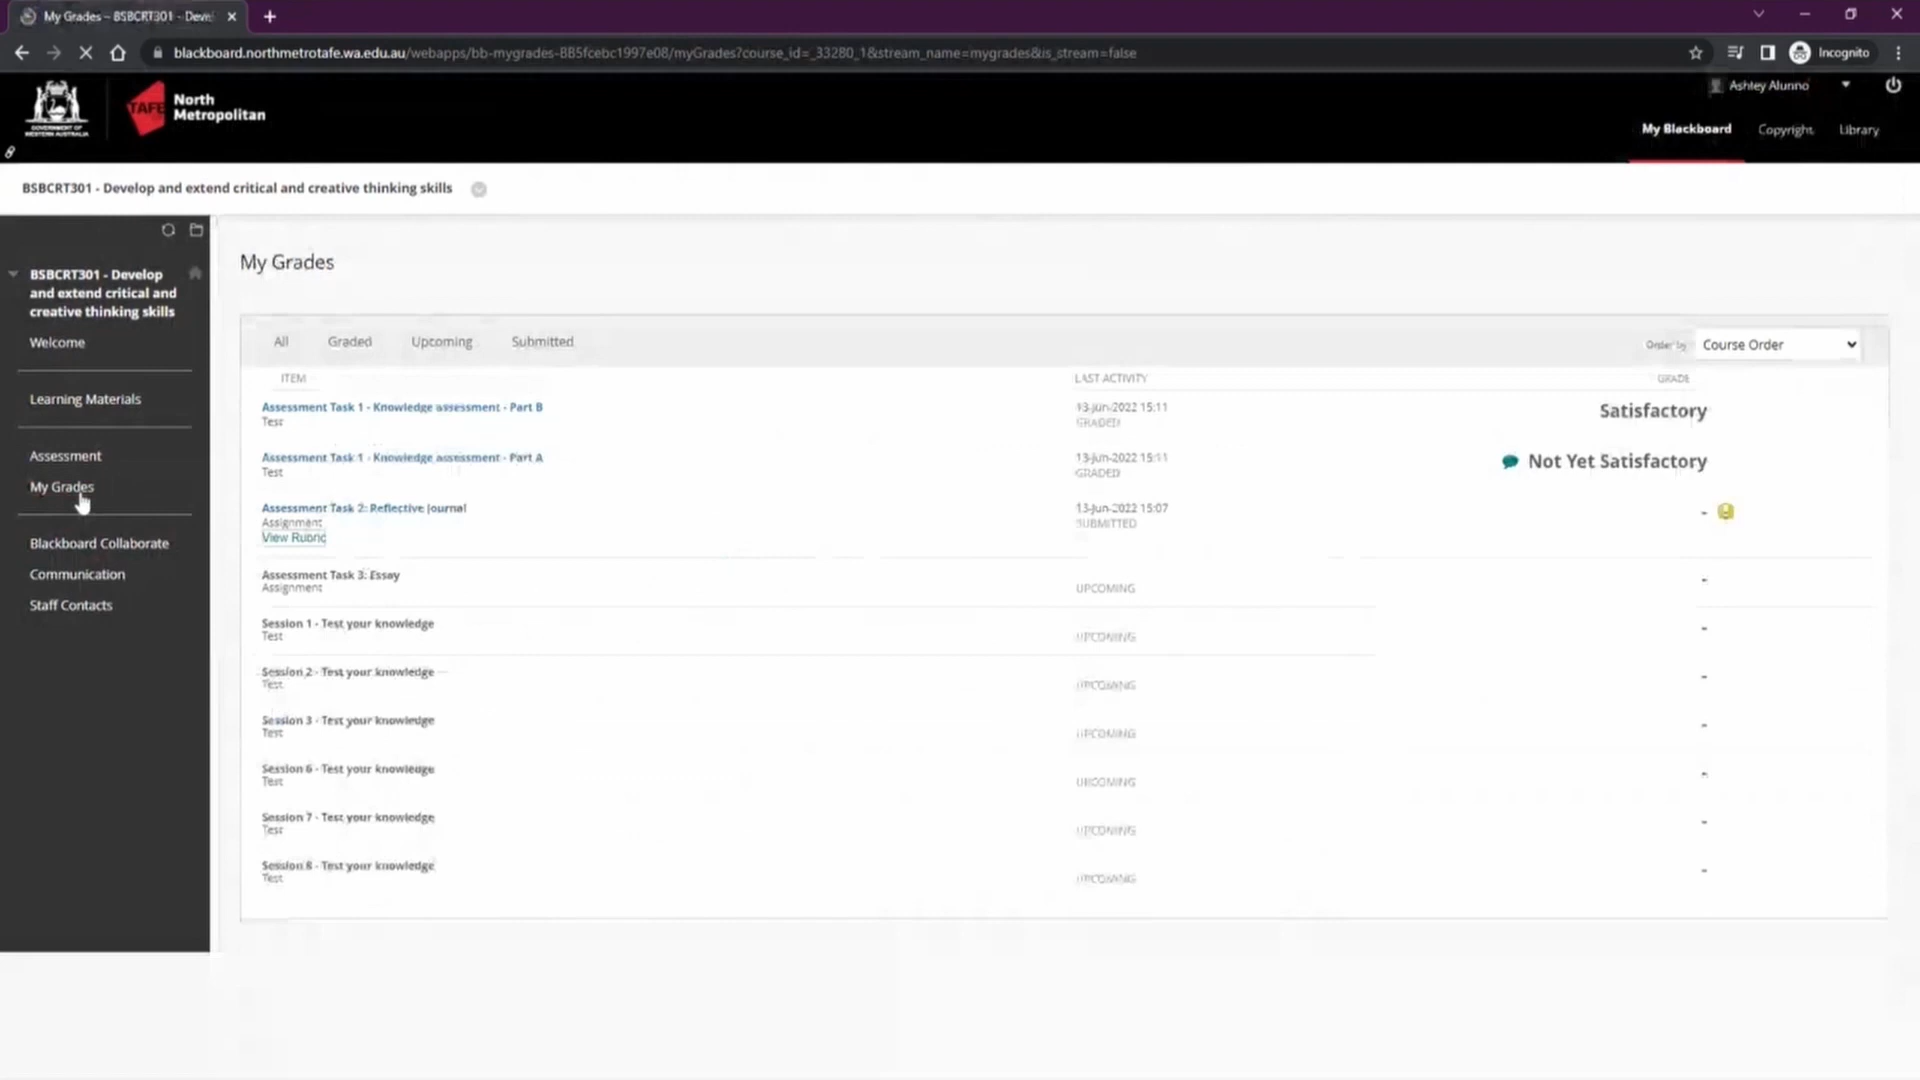 My Grades – BSBCRT301 - Deve
blackboard.northmetrotafe.wa.edu.au/webapps/bb-mygrades-BB5fcebc1997e08/myGrades?course_id=_33280_1&stream_name=mygrades&is_stream=false
Incognito
GOVERNMENT OF
WESTERN AUSTRALIA
TAFE
North
Metropolitan
Ashley Alunno
My Blackboard
Copyright
Library
BSBCRT301 - Develop and extend critical and creative thinking skills
BSBCRT301 - Develop
and extend critical and
creative thinking skills
Welcome
Learning Materials
Assessment
My Grades
Blackboard Collaborate
Communication
Staff Contacts
My Grades
All
Graded
Upcoming
Submitted
Order by
Course Order
ITEM
LAST ACTIVITY
GRADE
Assessment Task 1 - Knowledge assessment - Part B
Test
13-Jun-2022 15:11
GRADED
Satisfactory
Assessment Task 1 - Knowledge assessment - Part A
Test
13-Jun-2022 15:11
GRADED
Not Yet Satisfactory
Assessment Task 2: Reflective Journal
Assignment
View Rubric
13-Jun-2022 15:07
SUBMITTED
-
Assessment Task 3: Essay
Assignment
UPCOMING
-
Session 1 - Test your knowledge
Test
UPCOMING
-
Session 2 - Test your knowledge
Test
UPCOMING
-
Session 3 - Test your knowledge
Test
UPCOMING
-
Session 6 - Test your knowledge
Test
UPCOMING
-
Session 7 - Test your knowledge
Test
UPCOMING
-
Session 8 - Test your knowledge
Test
UPCOMING
-